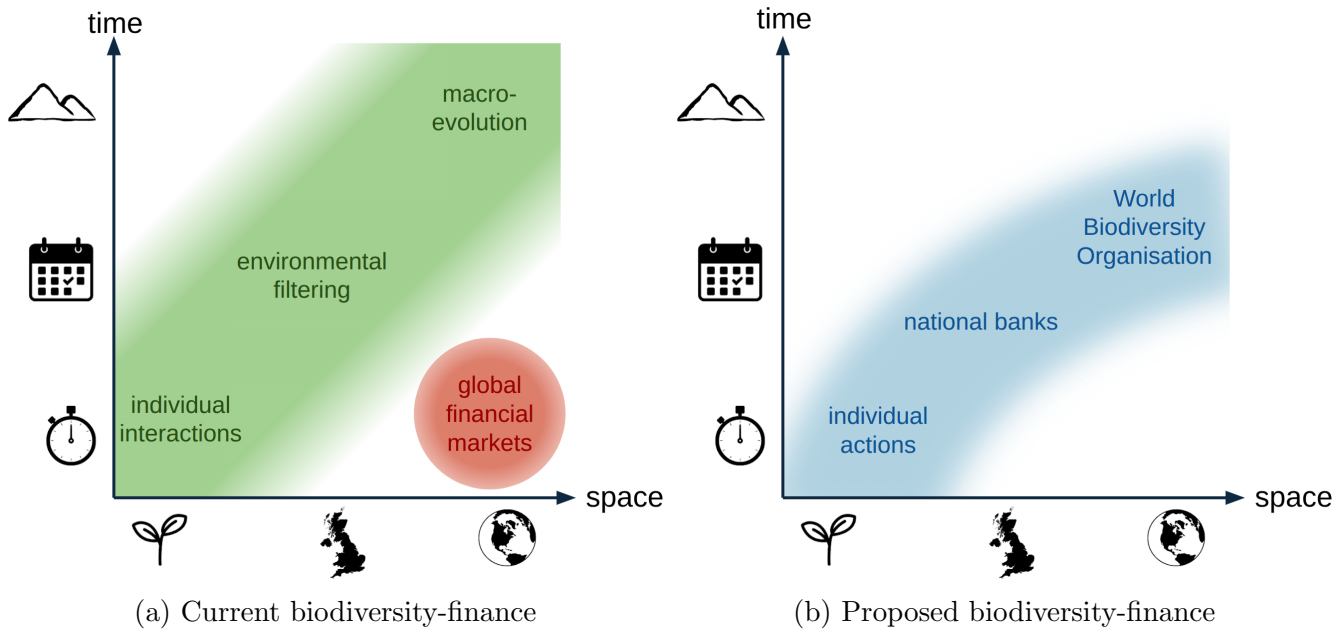 time
macro-
evolution
environmental
filtering
individual
interactions
global
financial
markets
space
(a) Current biodiversity-finance
time
World
Biodiversity
Organisation
national banks
individual
actions
space
(b) Proposed biodiversity-finance